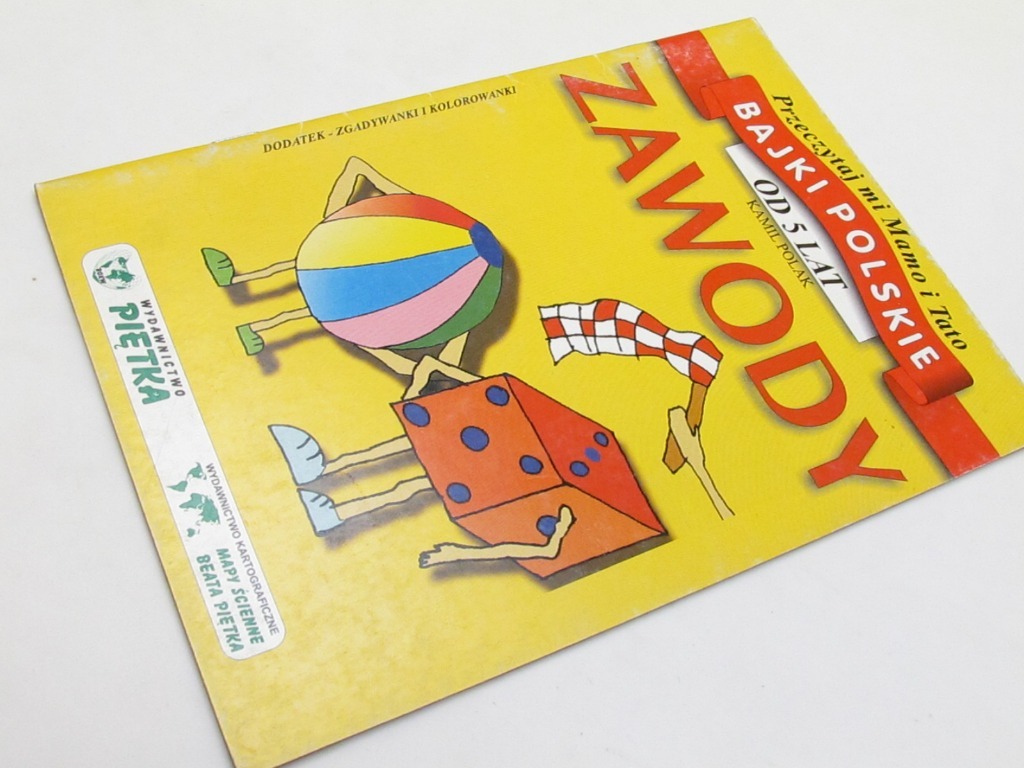 Przeczytaj mi Mamo i Tato
BAJKI POLSKIE
OD 5 LAT
KAMIL POLAK
ZAWODY
DODATEK - ZGADYWANKI I KOLOROWANKI
WYDAWNICTWO
PIĘTKA
WYDAWNICTWO KARTOGRAFICZNE
MAPY ŚCIENNE
BEATA PIĘTKA